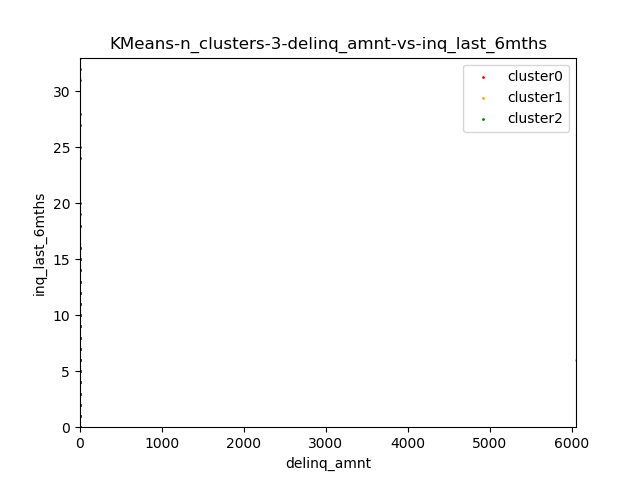 KMeans-n_clusters-3-delinq_amnt-vs-inq_last_6mths
cluster0
cluster1
cluster2
30
25
20
15
10
5
0
inq_last_6mths
0 1000 2000 3000 4000 5000 6000
delinq_amnt